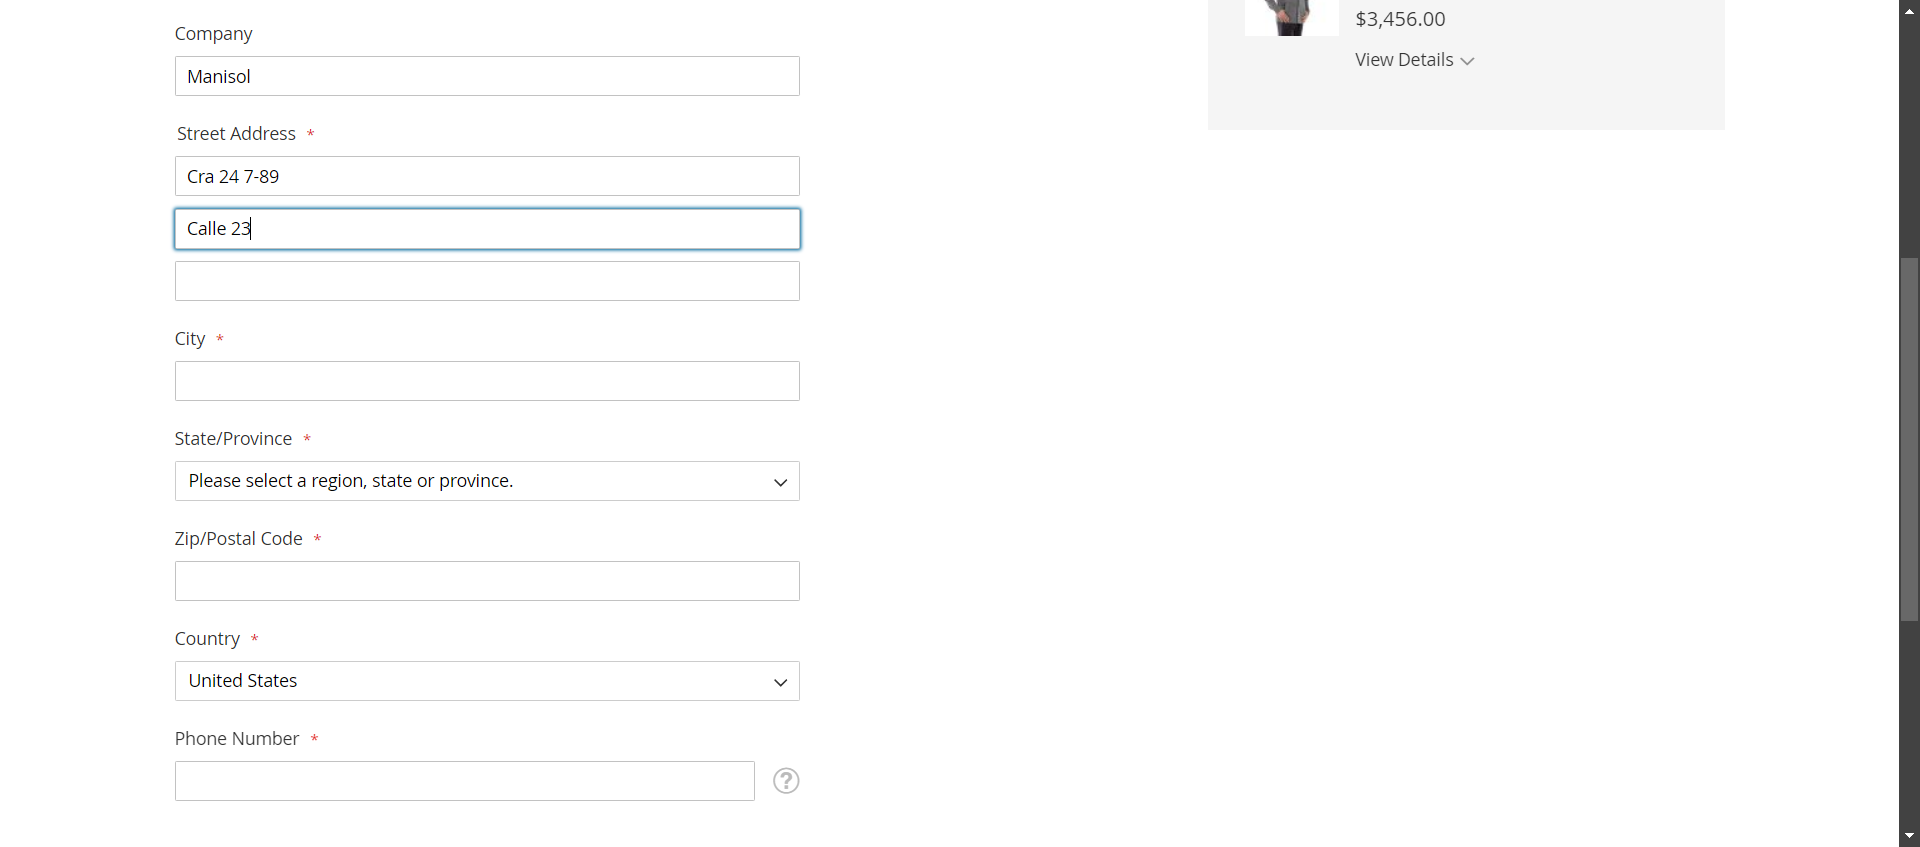 Company
Manisol
Street Address *
Cra 24 7-89
Calle 23
City *
State/Province *
Please select a region, state or province.
Zip/Postal Code *
Country *
United States
Phone Number *
?
$3,456.00
View Details